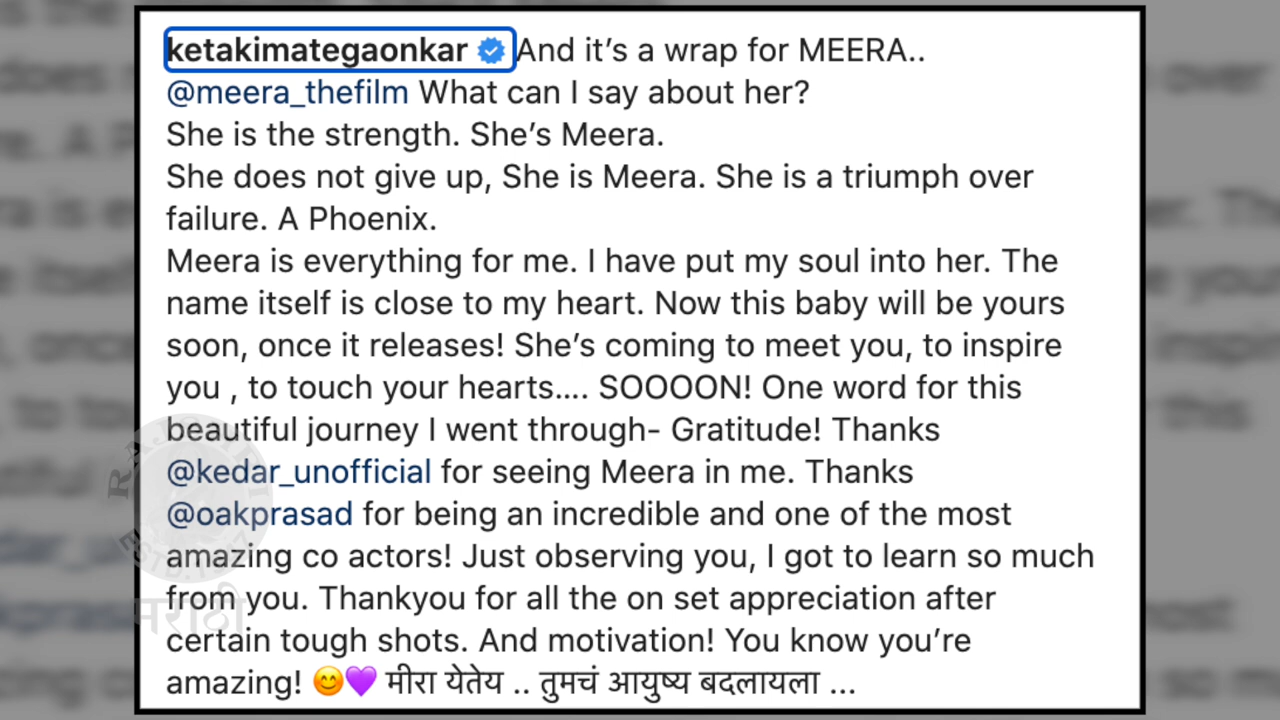 ketakimategaonkar And it’s a wrap for MEERA..
@meera_thefilm What can I say about her?
She is the strength. She’s Meera.
She does not give up, She is Meera. She is a triumph over
failure. A Phoenix.
Meera is everything for me. I have put my soul into her. The
name itself is close to my heart. Now this baby will be yours
soon, once it releases! She’s coming to meet you, to inspire
you , to touch your hearts…. SOOOON! One word for this
beautiful journey I went through- Gratitude! Thanks
@kedar_unofficial for seeing Meera in me. Thanks
@oakprasad for being an incredible and one of the most
amazing co actors! Just observing you, I got to learn so much
from you. Thankyou for all the on set appreciation after
certain tough shots. And motivation! You know you’re
amazing! 😊💜 मीरा येतेय .. तुमचं आयुष्य बदलायला ...
मराठी